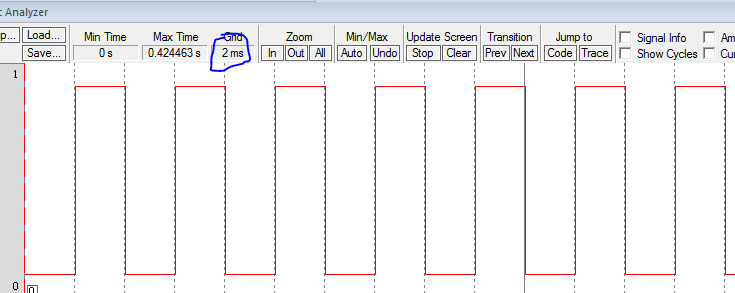 c Analyzer
p... Load... Min Time Max Time Grid Zoom Min/Max Update Screen Transition Jump to Signal Info Am
Save... 0 s 0.424463 s 2 ms In Out All Auto Undo Stop Clear Prev Next Code Trace Show Cycles Cu
1
0
0